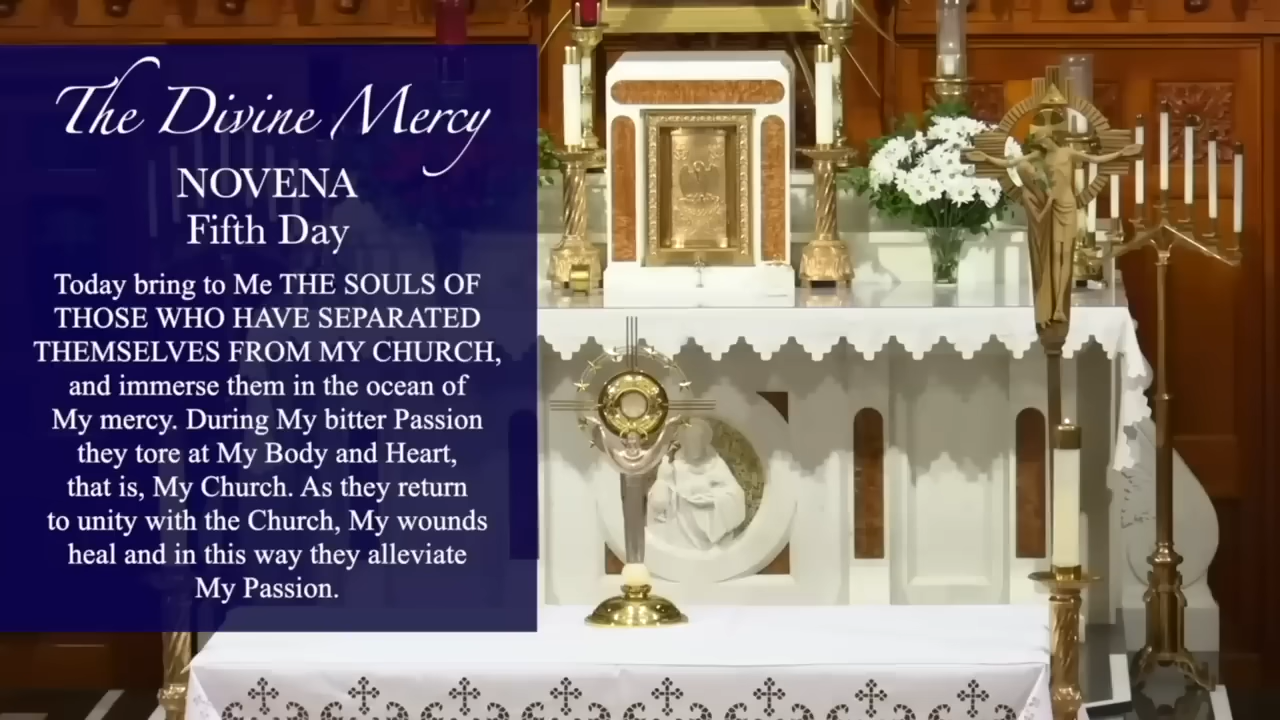 The Divine Mercy
NOVENA
Fifth Day
Today bring to Me THE SOULS OF
THOSE WHO HAVE SEPARATED
THEMSELVES FROM MY CHURCH,
and immerse them in the ocean of
My mercy. During My bitter Passion
they tore at My Body and Heart,
that is, My Church. As they return
to unity with the Church, My wounds
heal and in this way they alleviate
My Passion.